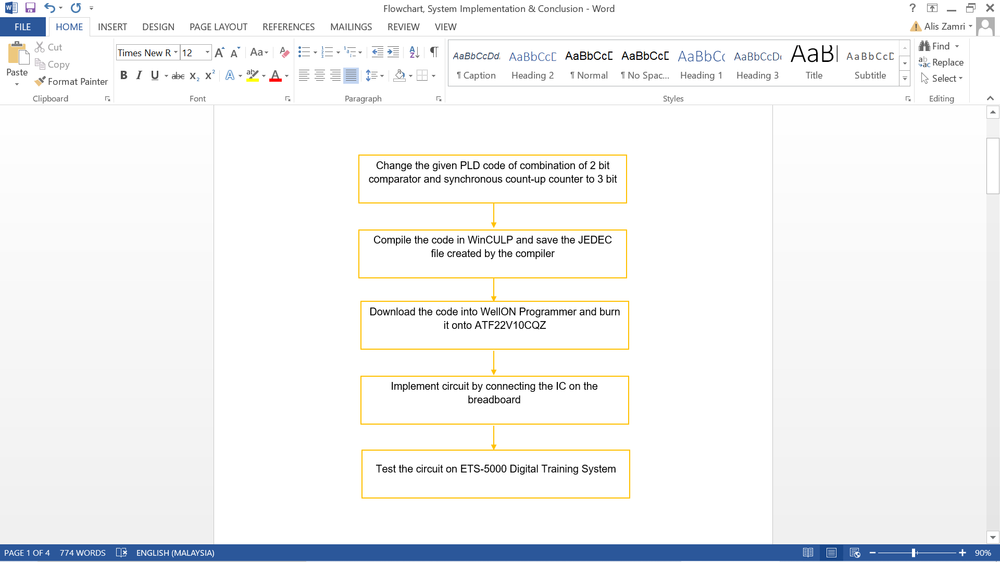 Flowchart, System Implementation & Conclusion - Word
FILE HOME INSERT DESIGN PAGE LAYOUT REFERENCES MAILINGS REVIEW VIEW Alis Zamri
Paste
Cut
Copy
Format Painter
Clipboard
Times New R 12
Font
Paragraph
AaBbCcDd AaBbCcD AaBbCcD AaBbCcD AaBbCc AaBbCcDc AaB AaBbCcD
¶ Caption Heading 2 ¶ Normal ¶ No Spac... Heading 1 Heading 3 Title Subtitle
Styles
Find
Replace
Select
Editing
Change the given PLD code of combination of 2 bit
comparator and synchronous count-up counter to 3 bit
Compile the code in WinCULP and save the JEDEC
file created by the compiler
Download the code into WellON Programmer and burn
it onto ATF22V10CQZ
Implement circuit by connecting the IC on the
breadboard
Test the circuit on ETS-5000 Digital Training System
PAGE 1 OF 4 774 WORDS ENGLISH (MALAYSIA) 90%